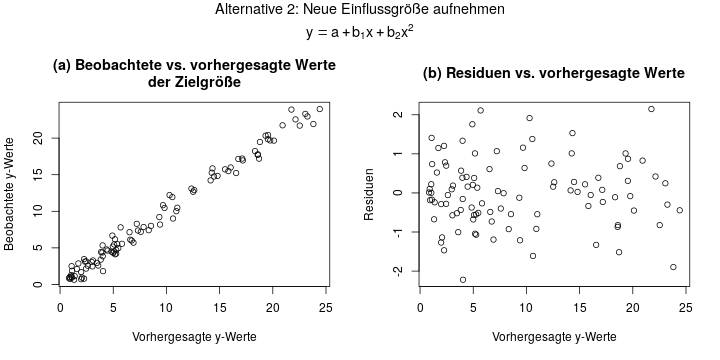 Alternative 2: Neue Einflussgröße aufnehmen
y = a + b₁x + b₂x²
(a) Beobachtete vs. vorhergesagte Werte
der Zielgröße
Beobachtete y-Werte
20
15
10
5
0
0 5 10 15 20 25
Vorhergesagte y-Werte
(b) Residuen vs. vorhergesagte Werte
Residuen
2
1
0
-1
-2
0 5 10 15 20 25
Vorhergesagte y-Werte